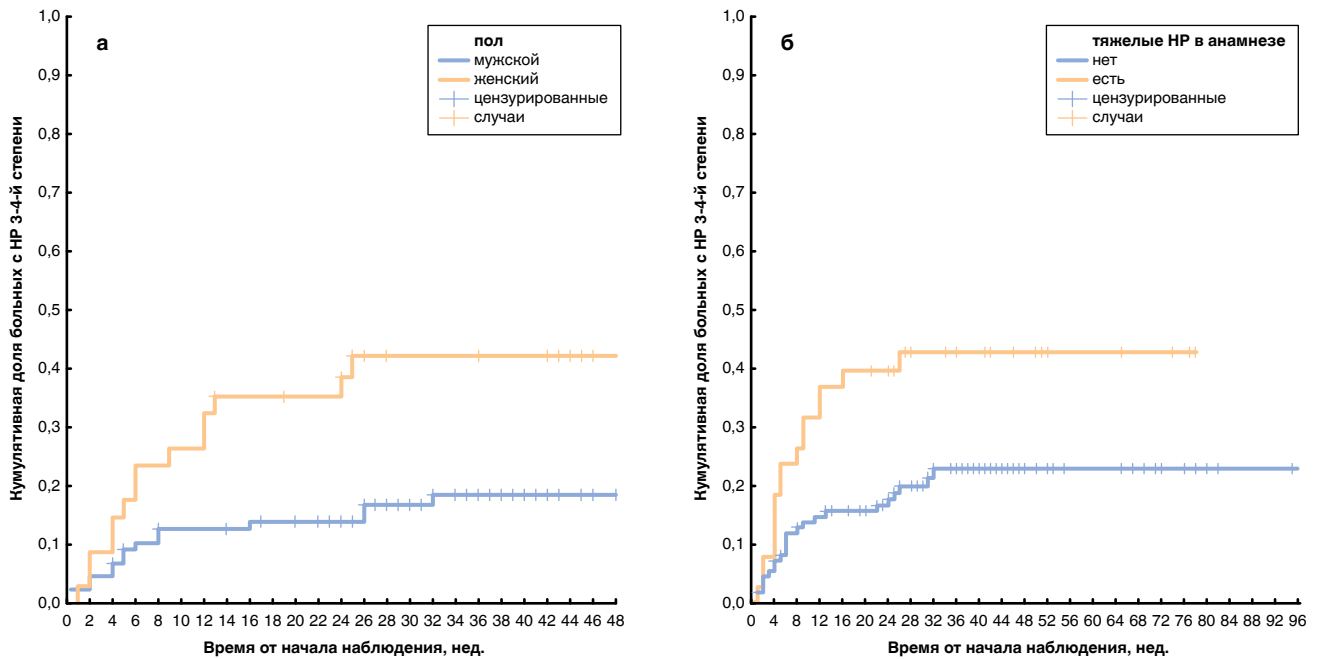 а
Кумулятивная доля больных с НР 3-4-й степени
1,0
0,9
0,8
0,7
0,6
0,5
0,4
0,3
0,2
0,1
0,0
0 2 4 6 8 10 12 14 16 18 20 22 24 26 28 30 32 34 36 38 40 42 44 46 48
Время от начала наблюдения, нед.
пол
мужской
женский
цензурированные
случаи
б
Кумулятивная доля больных с НР 3-4-й степени
1,0
0,9
0,8
0,7
0,6
0,5
0,4
0,3
0,2
0,1
0,0
0 4 8 12 16 20 24 28 32 36 40 44 48 52 56 60 64 68 72 76 80 84 88 92 96
Время от начала наблюдения, нед.
тяжелые НР в анамнезе
нет
есть
цензурированные
случаи